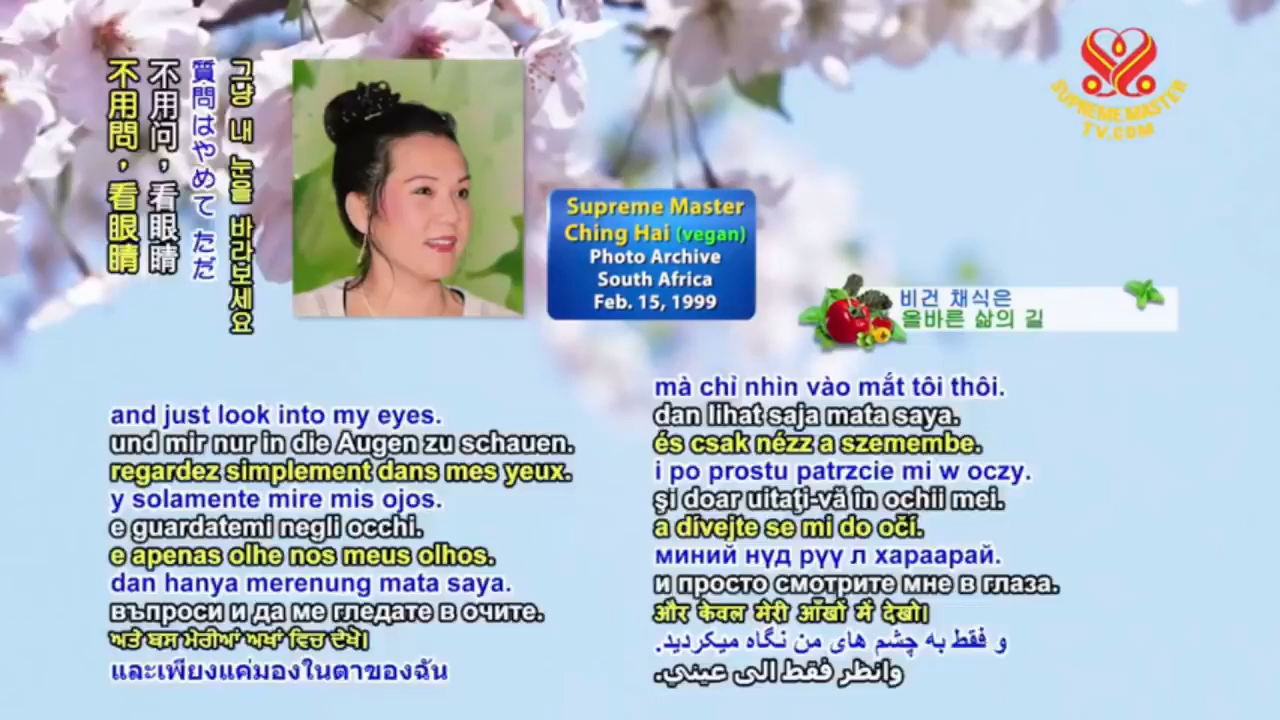 不用問，看眼睛
不用问，看眼睛
質問はやめて ただ
그냥 내 눈을 바라보세요
SUPREME MASTER
TV.COM
Supreme Master
Ching Hai (vegan)
Photo Archive
South Africa
Feb. 15, 1999
비건 채식은
올바른 삶의 길
and just look into my eyes.
und mir nur in die Augen zu schauen.
regardez simplement dans mes yeux.
y solamente mire mis ojos.
e guardatemi negli occhi.
e apenas olhe nos meus olhos.
dan hanya merenung mata saya.
въпроси и да ме гледате в очите.
ਅਤੇ ਬਸ ਮੇਰੀਆਂ ਅਖਾਂ ਵਿਚ ਦੇਖੋ।
และเพียงแค่มองในตาของฉัน
mà chỉ nhìn vào mắt tôi thôi.
dan lihat saja mata saya.
és csak nézz a szemembe.
i po prostu patrzcie mi w oczy.
şi doar uitaţi-vă în ochii mei.
a dívejte se mi do očí.
миний нүд рүү л хараарай.
и просто смотрите мне в глаза.
और केवल मेरी आँखों में देखो।
و فقط به چشم های من نگاه میکردید.
وانظر فقط الى عيني.